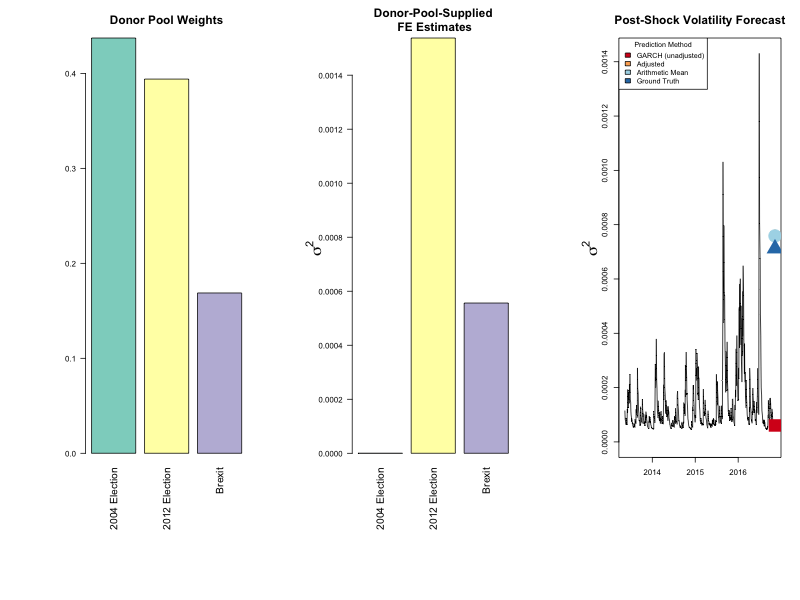 Donor Pool Weights
0.4
0.3
0.2
0.1
0.0
2004 Election
2012 Election
Brexit
Donor-Pool-Supplied
FE Estimates
σ2
0.0014
0.0012
0.0010
0.0008
0.0006
0.0004
0.0002
0.0000
2004 Election
2012 Election
Brexit
Post-Shock Volatility Forecast
Prediction Method
GARCH (unadjusted)
Adjusted
Arithmetic Mean
Ground Truth
σ2
0.0014
0.0012
0.0010
0.0008
0.0006
0.0004
0.0002
0.0000
2014
2015
2016